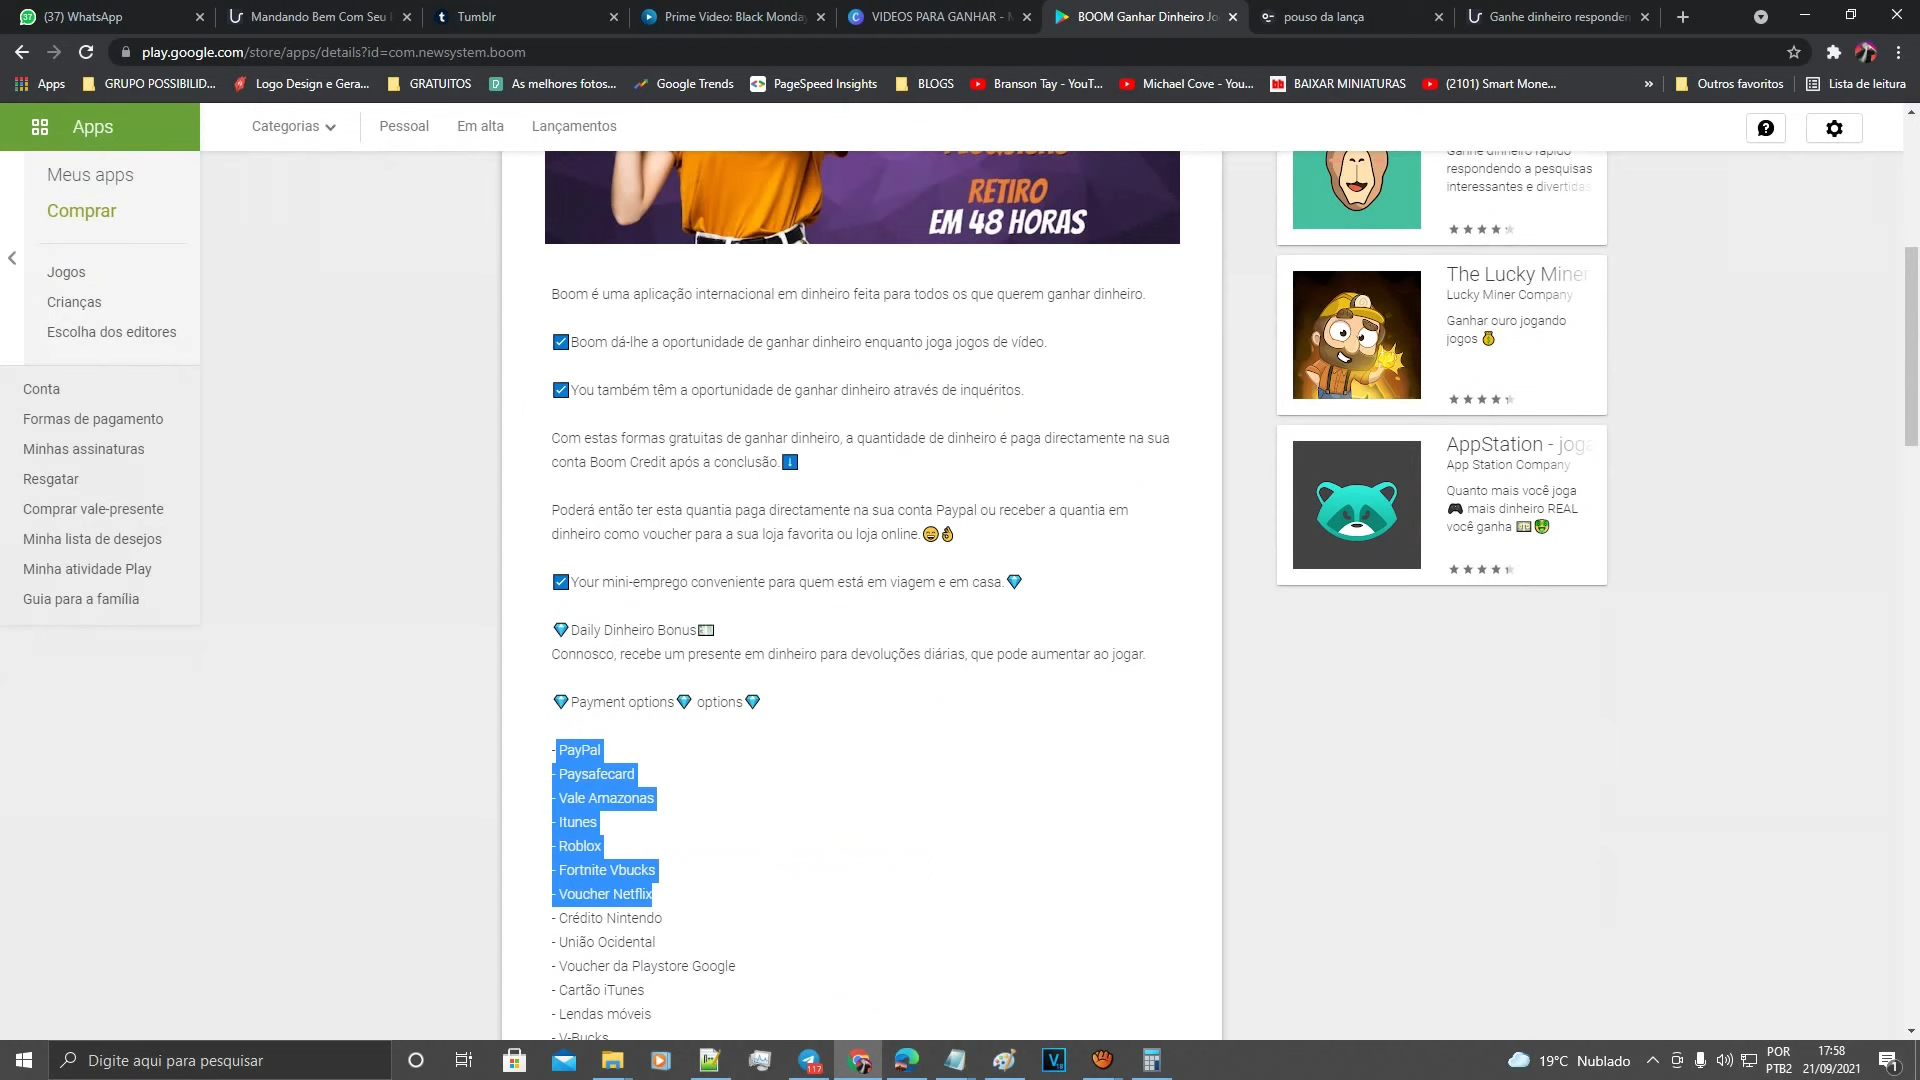 (37) WhatsApp
Mandando Bem Com Seu
Tumblr
Prime Video: Black Monda
VIDEOS PARA GANHAR -
BOOM Ganhar Dinheiro Jo
pouso da lança
Ganhe dinheiro responden
play.google.com/store/apps/details?id=com.newsystem.boom
Apps
GRUPO POSSIBILID...
Logo Design e Gera...
GRATUITOS
As melhores fotos...
Google Trends
PageSpeed Insights
BLOGS
Branson Tay - YouT...
Michael Cove - You...
BAIXAR MINIATURAS
(2101) Smart Mone...
»
Outros favoritos
Lista de leitura
Apps
Categorias
Pessoal
Em alta
Lançamentos
Meus apps
Comprar
Jogos
Crianças
Escolha dos editores
Conta
Formas de pagamento
Minhas assinaturas
Resgatar
Comprar vale-presente
Minha lista de desejos
Minha atividade Play
Guia para a família
RETIRO
EM 48 HORAS
Boom é uma aplicação internacional em dinheiro feita para todos os que querem ganhar dinheiro.
☑Boom dá-lhe a oportunidade de ganhar dinheiro enquanto joga jogos de vídeo.
☑You também têm a oportunidade de ganhar dinheiro através de inquéritos.
Com estas formas gratuitas de ganhar dinheiro, a quantidade de dinheiro é paga directamente na sua
conta Boom Credit após a conclusão.⬇
Poderá então ter esta quantia paga directamente na sua conta Paypal ou receber a quantia em
dinheiro como voucher para a sua loja favorita ou loja online.😄👌
☑Your mini-emprego conveniente para quem está em viagem e em casa.💎
💎Daily Dinheiro Bonus💵
Connosco, recebe um presente em dinheiro para devoluções diárias, que pode aumentar ao jogar.
💎Payment options💎 options💎
- PayPal
- Paysafecard
- Vale Amazonas
- Itunes
- Roblox
- Fortnite Vbucks
- Voucher Netflix
- Crédito Nintendo
- União Ocidental
- Voucher da Playstore Google
- Cartão iTunes
- Lendas móveis
- V-Bucks
Ganhe dinheiro rápido
respondendo a pesquisas
interessantes e divertidas
The Lucky Miner
Lucky Miner Company
Ganhar ouro jogando
jogos 💰
AppStation - joga
App Station Company
Quanto mais você joga
🎮 mais dinheiro REAL
você ganha 💵🤑
Digite aqui para pesquisar
117
19°C Nublado
POR
PTB2
17:58
21/09/2021
1